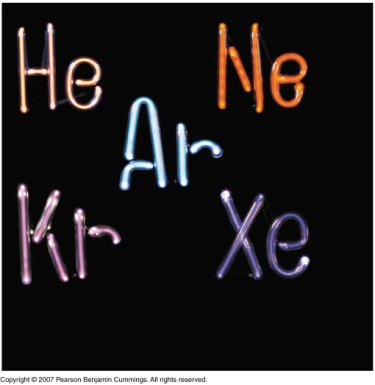 He Ne
Ar
Kr Xe
Copyright © 2007 Pearson Benjamin Cummings. All rights reserved.